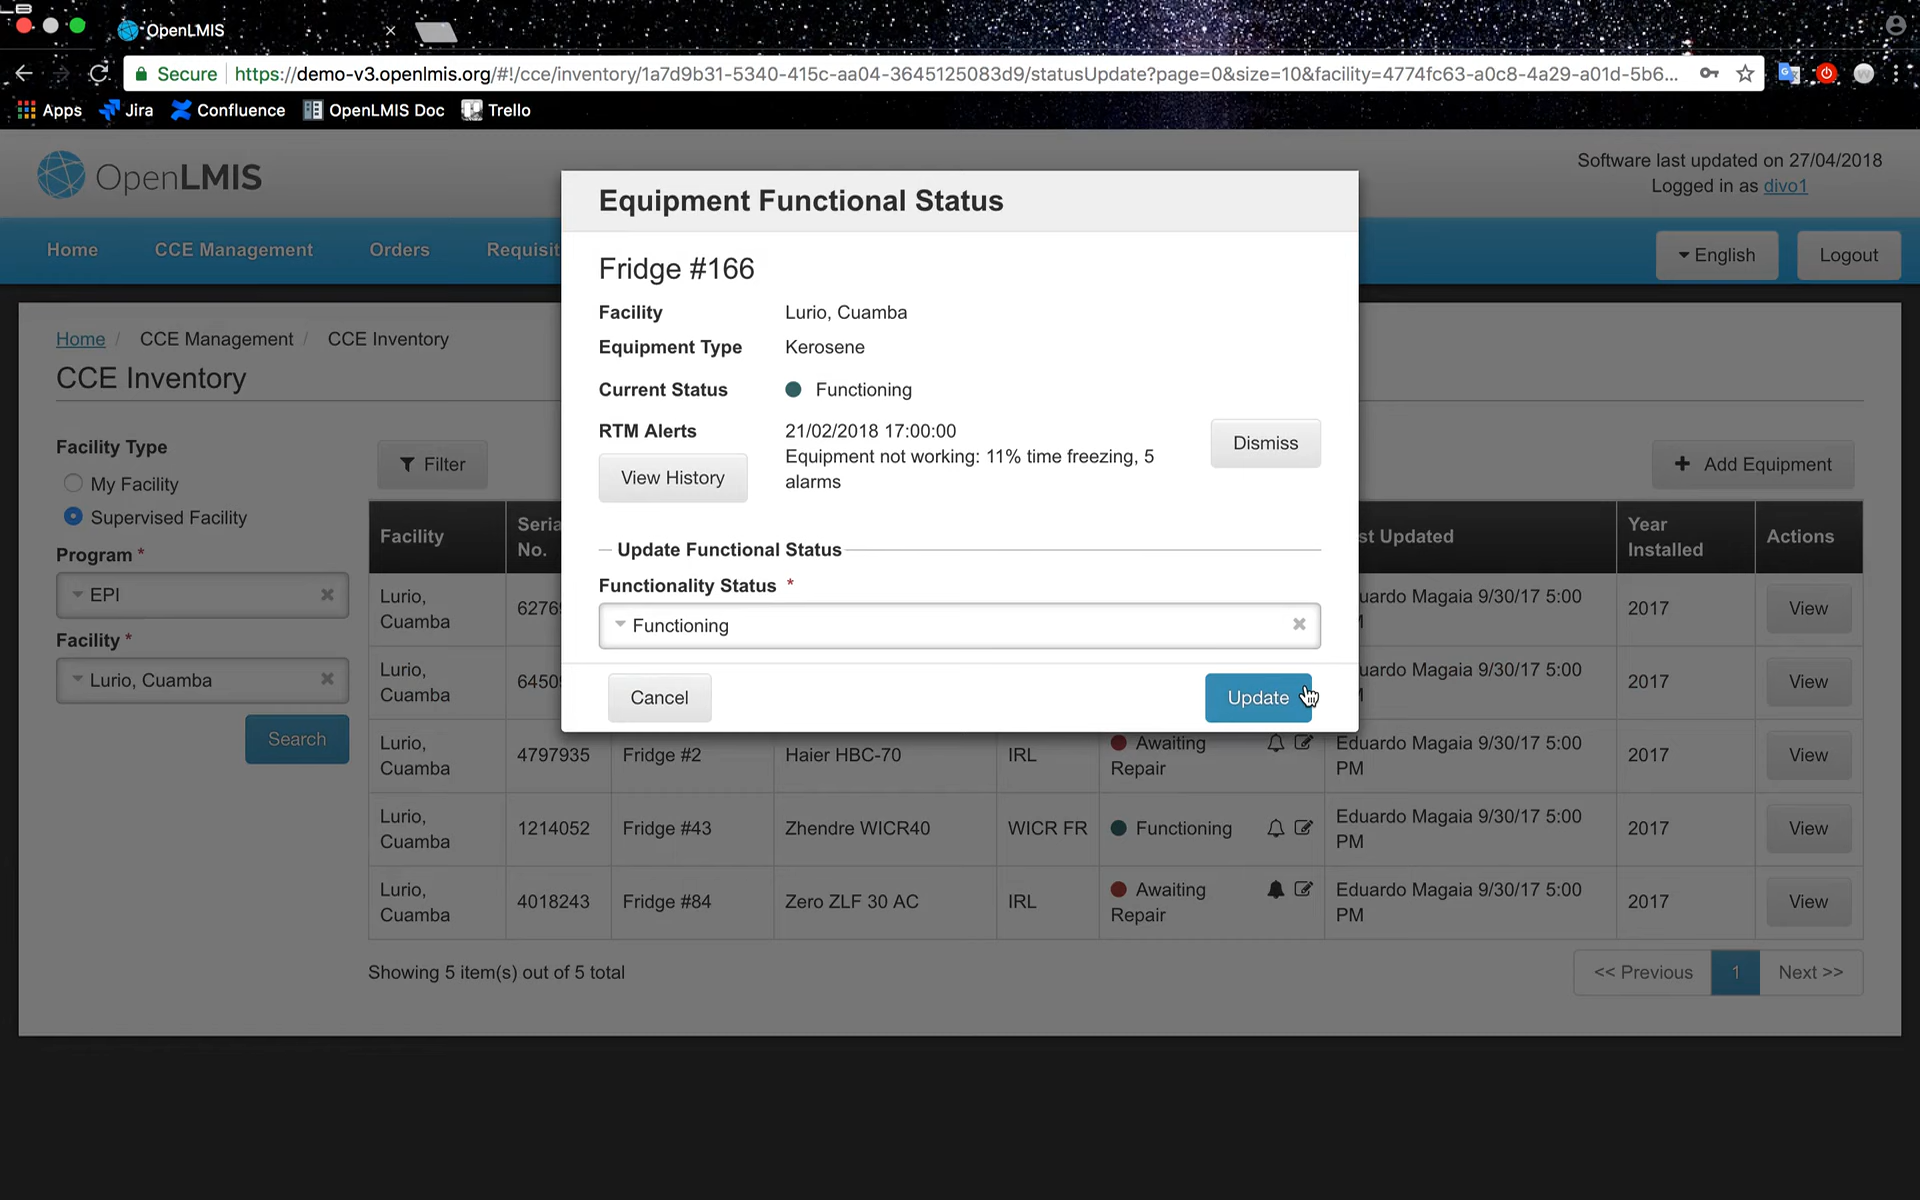 OpenLMIS
Secure https://demo-v3.openlmis.org/#!/cce/inventory/1a7d9b31-5340-415c-aa04-3645125083d9/statusUpdate?page=0&size=10&facility=4774fc63-a0c8-4a29-a01d-5b6...
Apps Jira Confluence OpenLMIS Doc Trello
OpenLMIS
Software last updated on 27/04/2018
Logged in as divo1
Home CCE Management Orders Requisit
English Logout
Home / CCE Management / CCE Inventory
CCE Inventory
Facility Type
My Facility
Supervised Facility
Program *
EPI
Facility *
Lurio, Cuamba
Search
Filter
Add Equipment
Equipment Functional Status
Fridge #166
Facility Lurio, Cuamba
Equipment Type Kerosene
Current Status Functioning
RTM Alerts 21/02/2018 17:00:00
Equipment not working: 11% time freezing, 5
alarms
View History
Dismiss
Update Functional Status
Functionality Status *
Functioning
Cancel Update
Facility Seria
No. st Updated Year
Installed Actions
Lurio,
Cuamba 6276 uardo Magaia 9/30/17 5:00
2017 View
Lurio,
Cuamba 6450 uardo Magaia 9/30/17 5:00
2017 View
Lurio,
Cuamba 4797935 Fridge #2 Haier HBC-70 IRL Awaiting
Repair Eduardo Magaia 9/30/17 5:00
PM 2017 View
Lurio,
Cuamba 1214052 Fridge #43 Zhendre WICR40 WICR FR Functioning Eduardo Magaia 9/30/17 5:00
PM 2017 View
Lurio,
Cuamba 4018243 Fridge #84 Zero ZLF 30 AC IRL Awaiting
Repair Eduardo Magaia 9/30/17 5:00
PM 2017 View
Showing 5 item(s) out of 5 total
<< Previous 1 Next >>